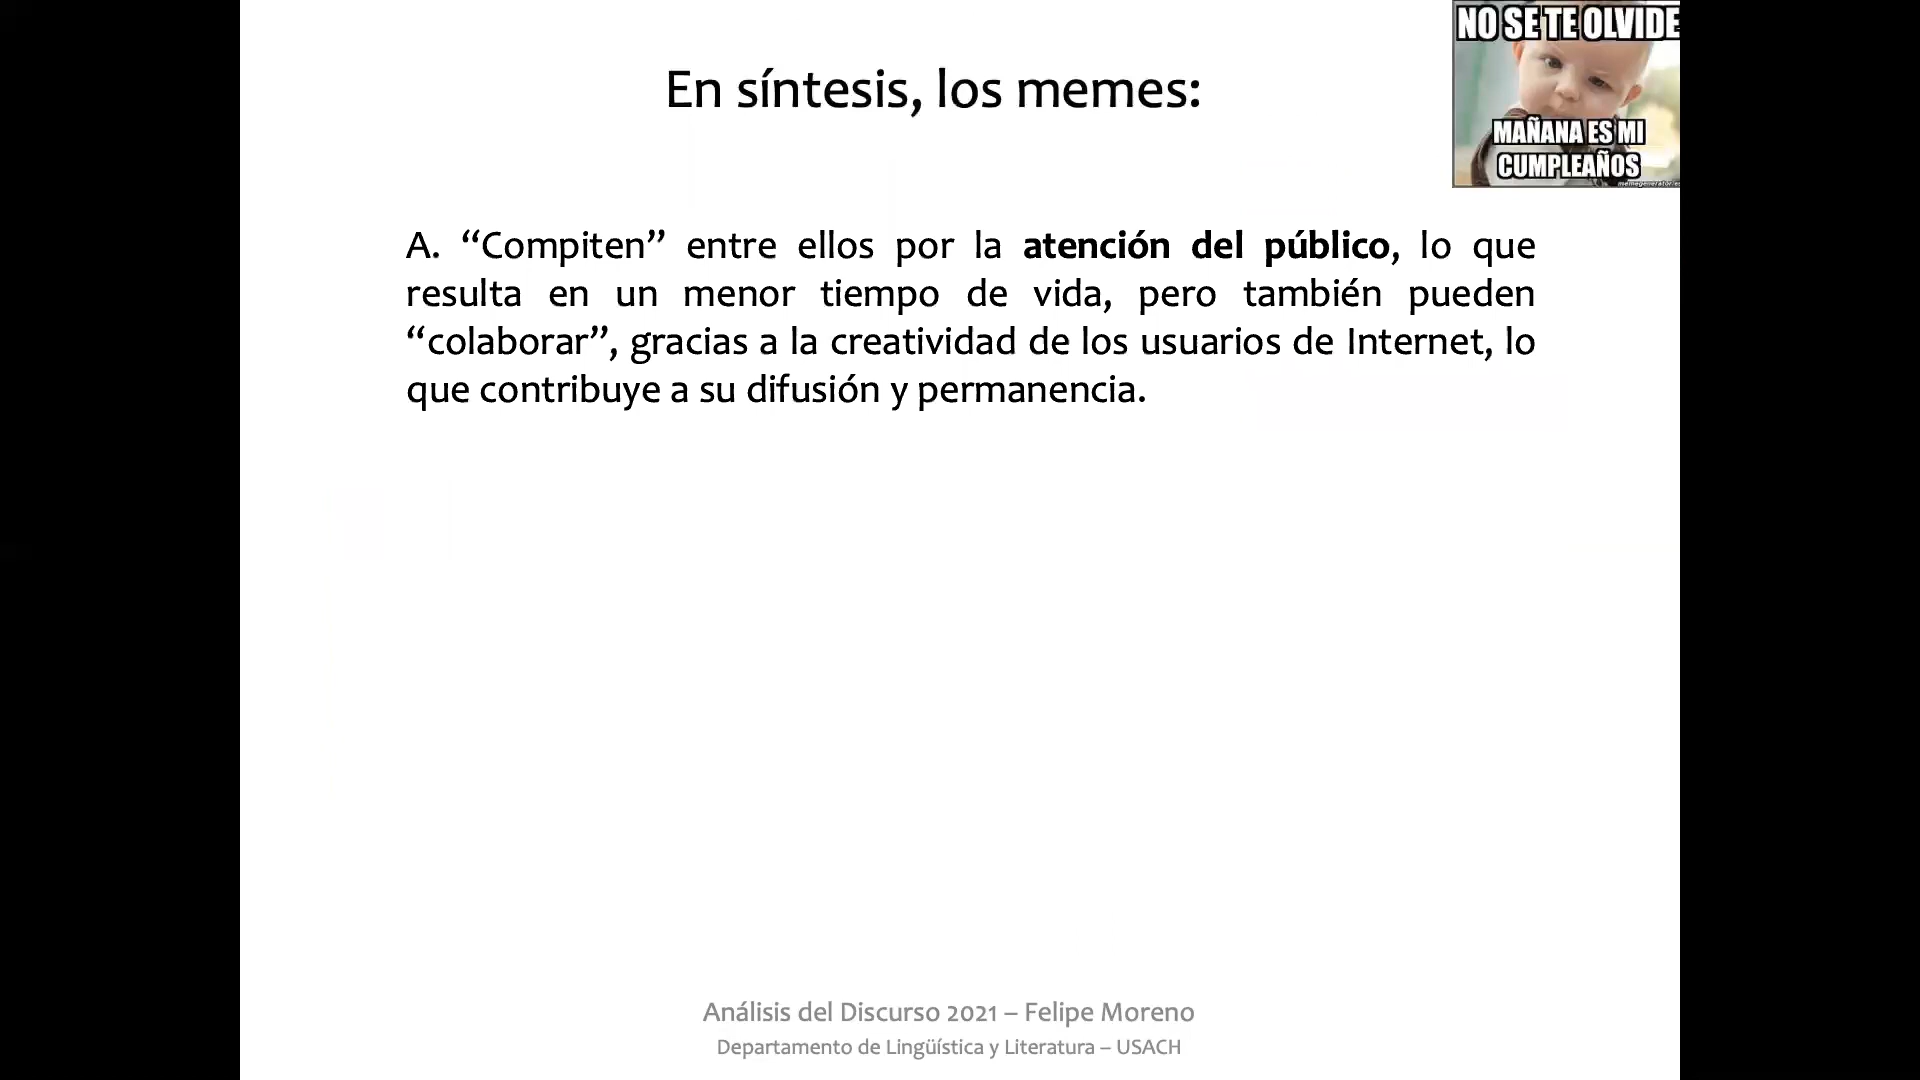 NO SE TE OLVIDE
MAÑANA ES MI
CUMPLEAÑOS
memegenerator.es
En síntesis, los memes:
A. “Compiten” entre ellos por la atención del público, lo que
resulta en un menor tiempo de vida, pero también pueden
“colaborar”, gracias a la creatividad de los usuarios de Internet, lo
que contribuye a su difusión y permanencia.
Análisis del Discurso 2021 – Felipe Moreno
Departamento de Lingüística y Literatura – USACH